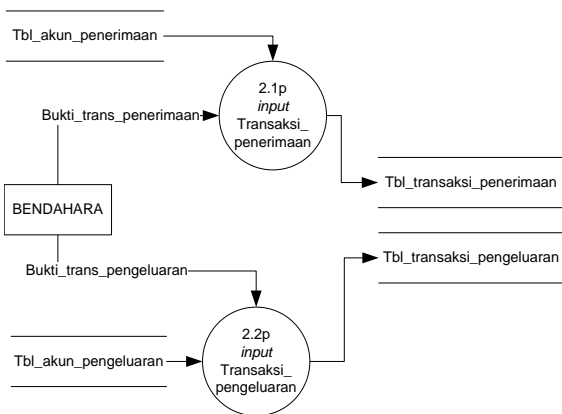 Tbl_akun_penerimaan
2.1p
input
Transaksi_
penerimaan
Bukti_trans_penerimaan
Tbl_transaksi_penerimaan
BENDAHARA
Tbl_transaksi_pengeluaran
Bukti_trans_pengeluaran
2.2p
input
Transaksi_
pengeluaran
Tbl_akun_pengeluaran